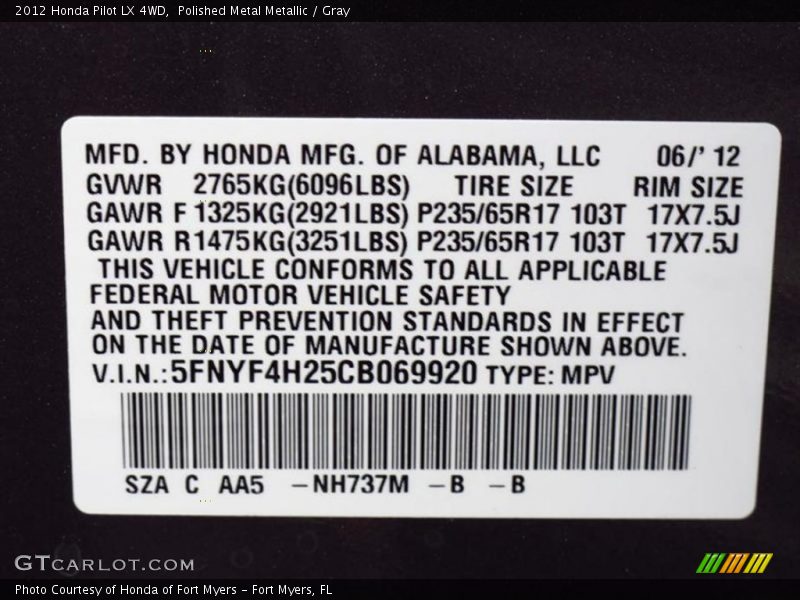 2012 Honda Pilot LX 4WD,  Polished Metal Metallic / Gray
MFD. BY HONDA MFG. OF ALABAMA, LLC 06/' 12
GVWR 2765KG(6096LBS) TIRE SIZE RIM SIZE
GAWR F 1325KG(2921LBS) P235/65R17 103T 17X7.5J
GAWR R 1475KG(3251LBS) P235/65R17 103T 17X7.5J
THIS VEHICLE CONFORMS TO ALL APPLICABLE
FEDERAL MOTOR VEHICLE SAFETY
AND THEFT PREVENTION STANDARDS IN EFFECT
ON THE DATE OF MANUFACTURE SHOWN ABOVE.
V.I.N.:5FNYF4H25CB069920 TYPE: MPV
SZA C AA5 -NH737M -B -B
GTCARLOT.COM
Photo Courtesy of Honda of Fort Myers - Fort Myers, FL